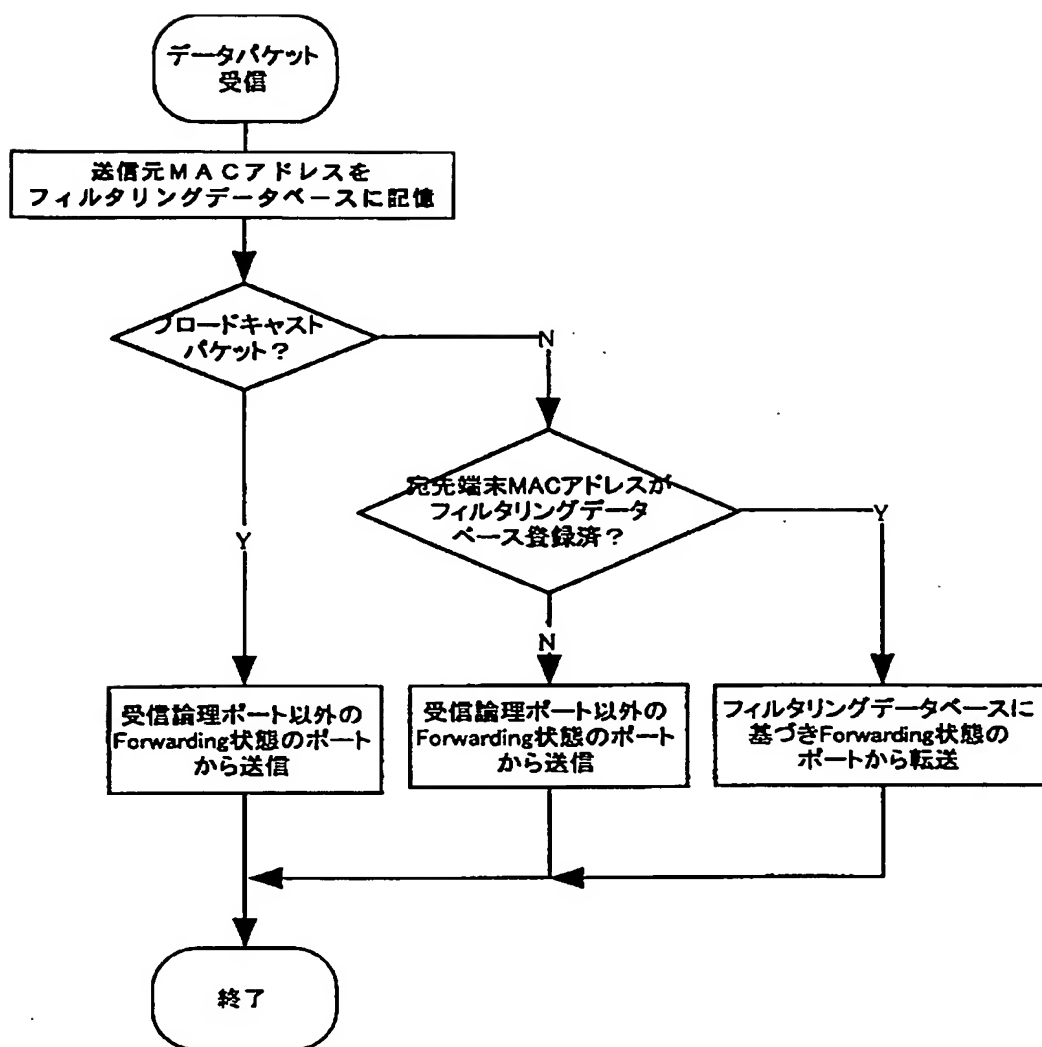 データパケット
受信
送信元MACアドレスを
フィルタリングデータベースに記憶
ブロードキャスト
パケット？
N
宛先端末MACアドレスが
フィルタリングデータ
ベース登録済？
Y
Y
N
受信論理ポート以外の
Forwarding状態のポート
から送信
受信論理ポート以外の
Forwarding状態のポート
から送信
フィルタリングデータベースに
基づきForwarding状態の
ポートから転送
終了